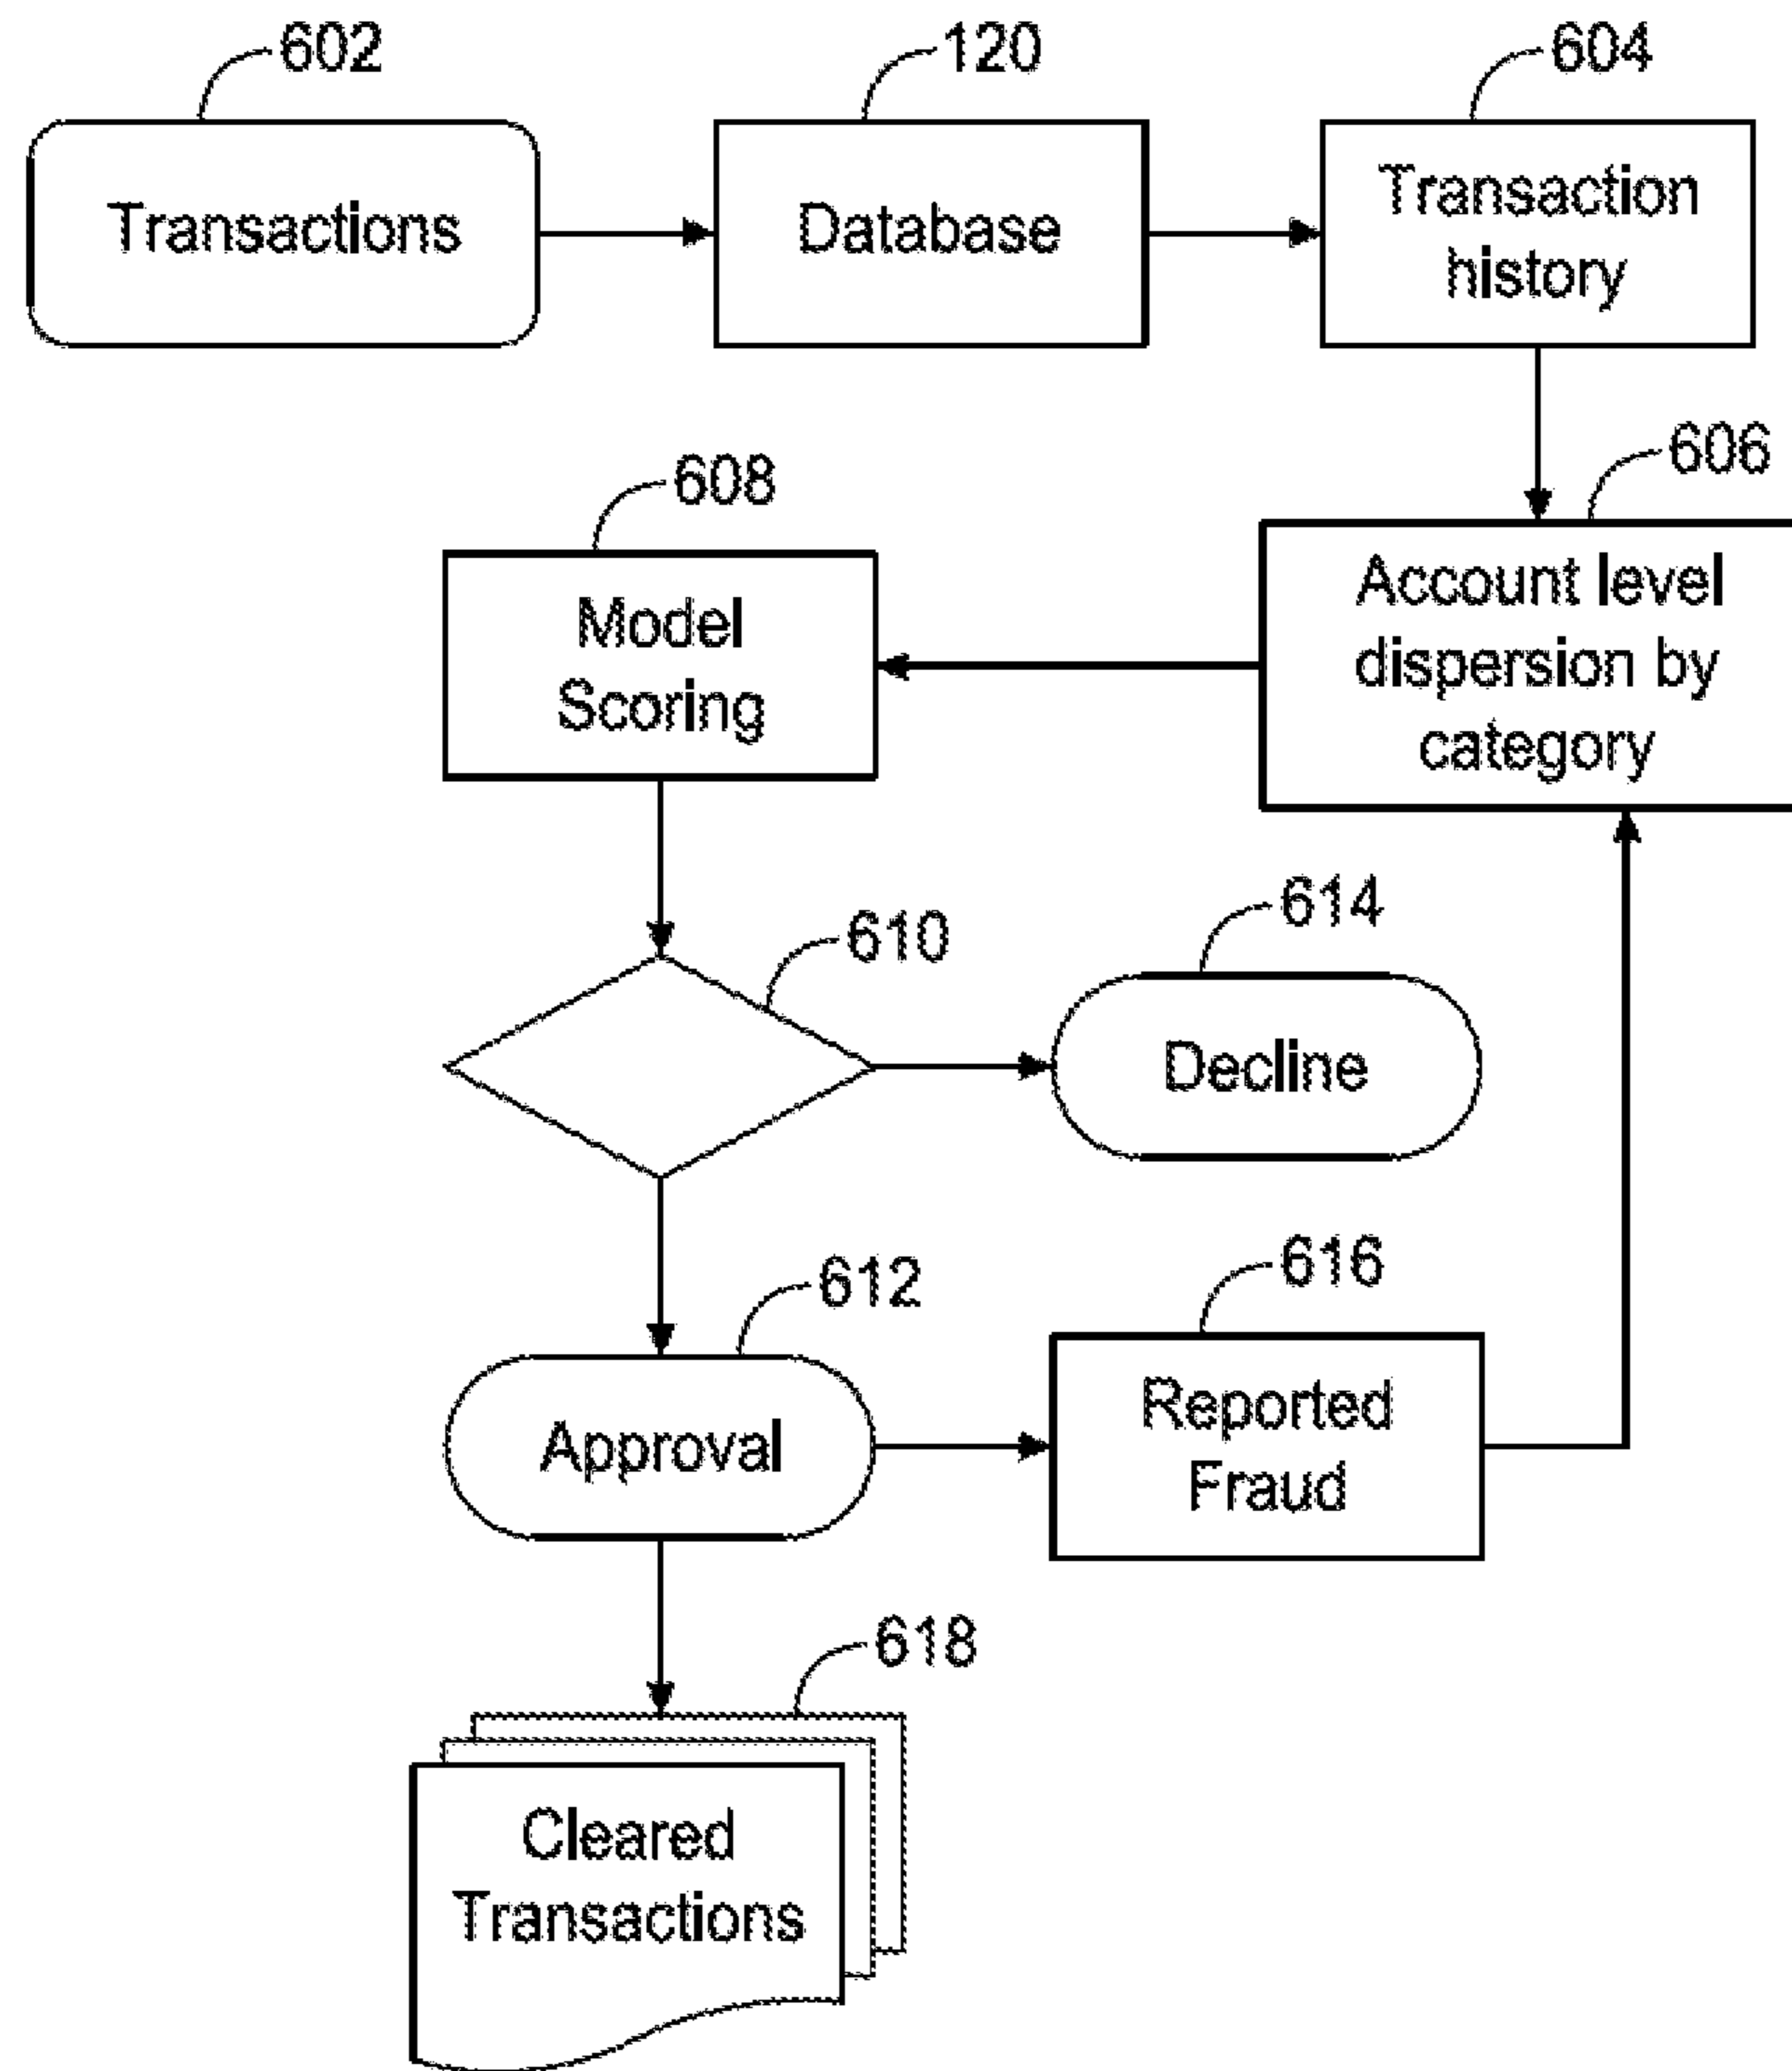 602
120
604
Transactions
Database
Transaction
history
606
608
Account level
dispersion by
category
Model
Scoring
614
610
Decline
616
612
Reported
Fraud
Approval
618
Cleared
Transactions